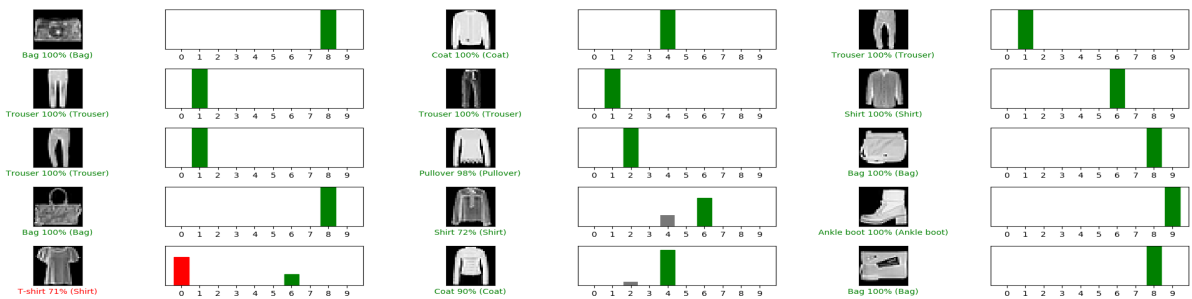 0 1 2 3 4 5 6 7 8 9 0 1 2 3 4 5 6 7 8 9 0 1 2 3 4 5 6 7 8 9
Bag 100% (Bag) Coat 100% (Coat) Trouser 100% (Trouser)
0 1 2 3 4 5 6 7 8 9 0 1 2 3 4 5 6 7 8 9 0 1 2 3 4 5 6 7 8 9
Trouser 100% (Trouser) Trouser 100% (Trouser) Shirt 100% (Shirt)
0 1 2 3 4 5 6 7 8 9 0 1 2 3 4 5 6 7 8 9 0 1 2 3 4 5 6 7 8 9
Trouser 100% (Trouser) Pullover 98% (Pullover) Bag 100% (Bag)
0 1 2 3 4 5 6 7 8 9 0 1 2 3 4 5 6 7 8 9 0 1 2 3 4 5 6 7 8 9
Bag 100% (Bag) Shirt 72% (Shirt) Ankle boot 100% (Ankle boot)
0 1 2 3 4 5 6 7 8 9 0 1 2 3 4 5 6 7 8 9 0 1 2 3 4 5 6 7 8 9
T-shirt 71% (Shirt) Coat 90% (Coat) Bag 100% (Bag)